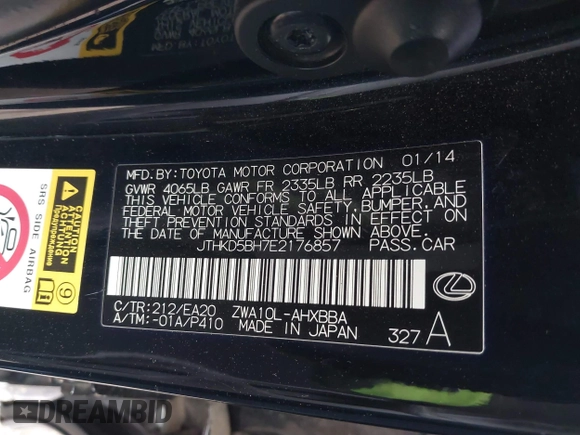 MFD. BY: TOYOTA MOTOR CORPORATION 01/14
GVWR 4065LB GAWR FR 2335LB RR 2235LB
THIS VEHICLE CONFORMS TO ALL APPLICABLE
FEDERAL MOTOR VEHICLE SAFETY, BUMPER, AND
THEFT PREVENTION STANDARDS IN EFFECT ON
THE DATE OF MANUFACTURE SHOWN ABOVE.
JTHKD5BH7E2176857 PASS. CAR
C/TR: 212/EA20 ZWA10L-AHXBBA
A/TM: -01A/P410 MADE IN JAPAN
327 A
SRS SIDE AIRBAG
9
DREAMBID